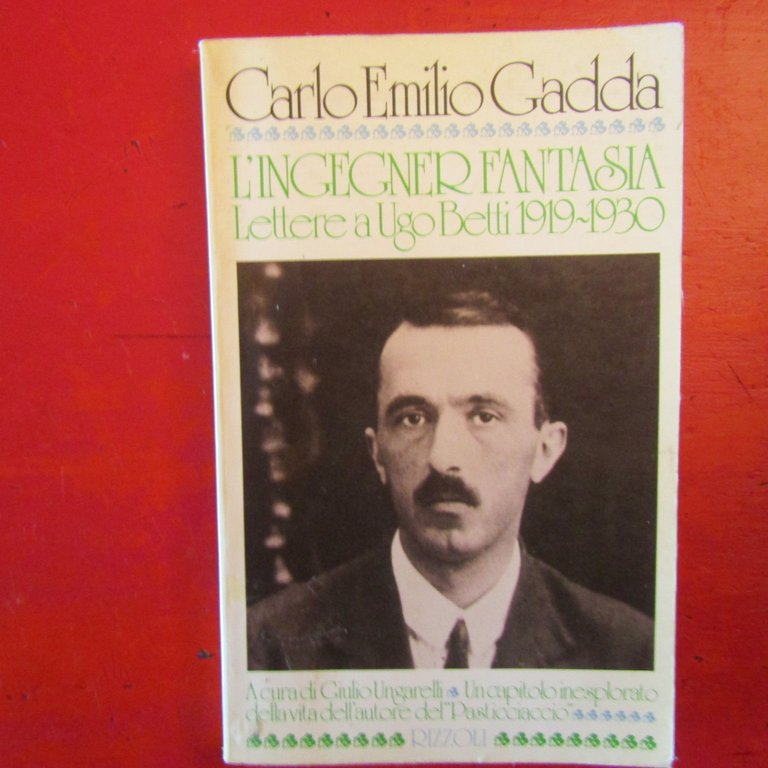 Carlo Emilio Gadda
L'INGEGNER FANTASIA
Lettere a Ugo Betti 1919~1930
A cura di Giulio Ungarelli Un capitolo inesplorato
della vita dell'autore del "Pasticciaccio"
RIZZOLI